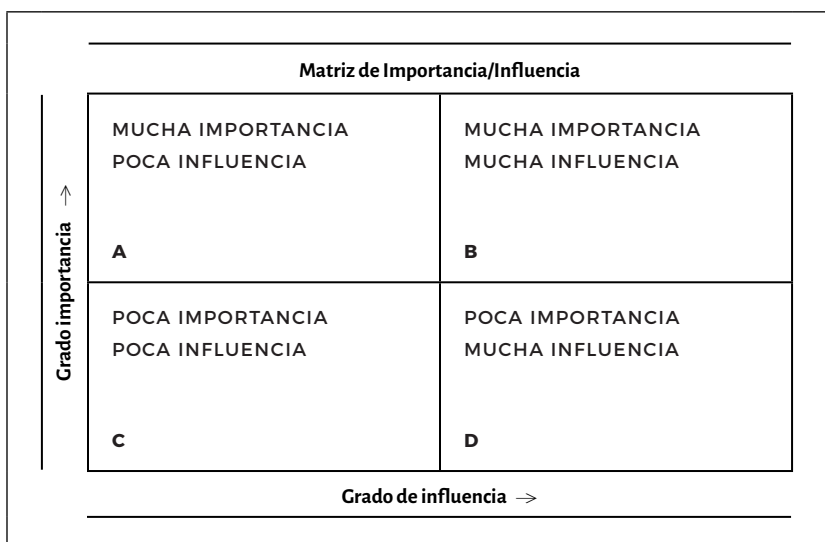 Matriz de Importancia/Influencia
Grado importancia →
MUCHA IMPORTANCIA
POCA INFLUENCIA
A
MUCHA IMPORTANCIA
MUCHA INFLUENCIA
B
POCA IMPORTANCIA
POCA INFLUENCIA
C
POCA IMPORTANCIA
MUCHA INFLUENCIA
D
Grado de influencia →